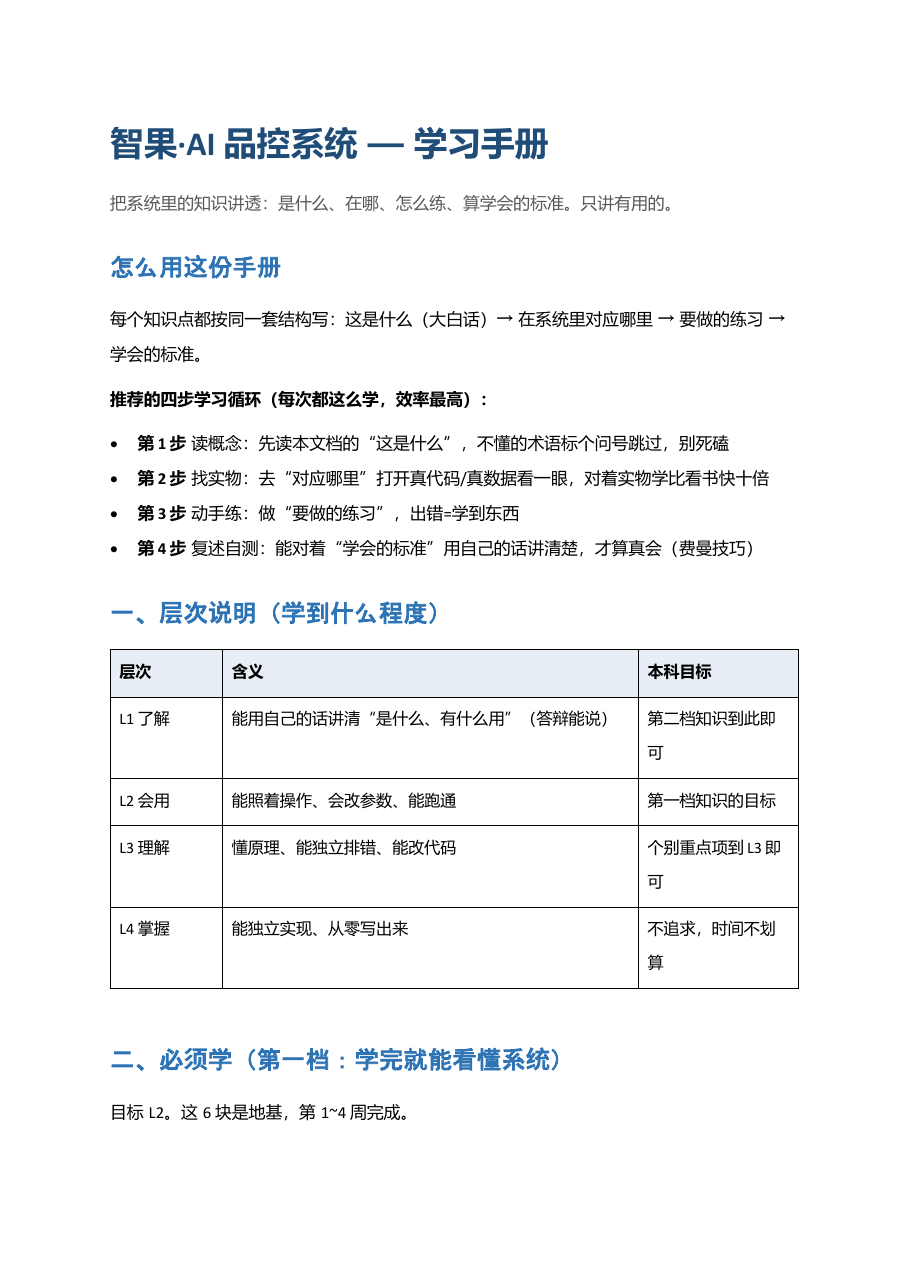 智果·AI 品控系统 — 学习手册
把系统里的知识讲透：是什么、在哪、怎么练、算学会的标准。只讲有用的。
怎么用这份手册
每个知识点都按同一套结构写：这是什么（大白话）→ 在系统里对应哪里 → 要做的练习 →
学会的标准。
推荐的四步学习循环（每次都这么学，效率最高）：
• 第 1 步 读概念：先读本文档的“这是什么”，不懂的术语标个问号跳过，别死磕
• 第 2 步 找实物：去“对应哪里”打开真代码/真数据看一眼，对着实物学比看书快十倍
• 第 3 步 动手练：做“要做的练习”，出错=学到东西
• 第 4 步 复述自测：能对着“学会的标准”用自己的话讲清楚，才算真会（费曼技巧）
一、层次说明（学到什么程度）
层次 含义 本科目标
L1 了解 能用自己的话讲清“是什么、有什么用”（答辩能说） 第二档知识到此即
可
L2 会用 能照着操作、会改参数、能跑通 第一档知识的目标
L3 理解 懂原理、能独立排错、能改代码 个别重点项到 L3 即
可
L4 掌握 能独立实现、从零写出来 不追求，时间不划
算
二、必须学（第一档：学完就能看懂系统）
目标 L2。这 6 块是地基，第 1~4 周完成。